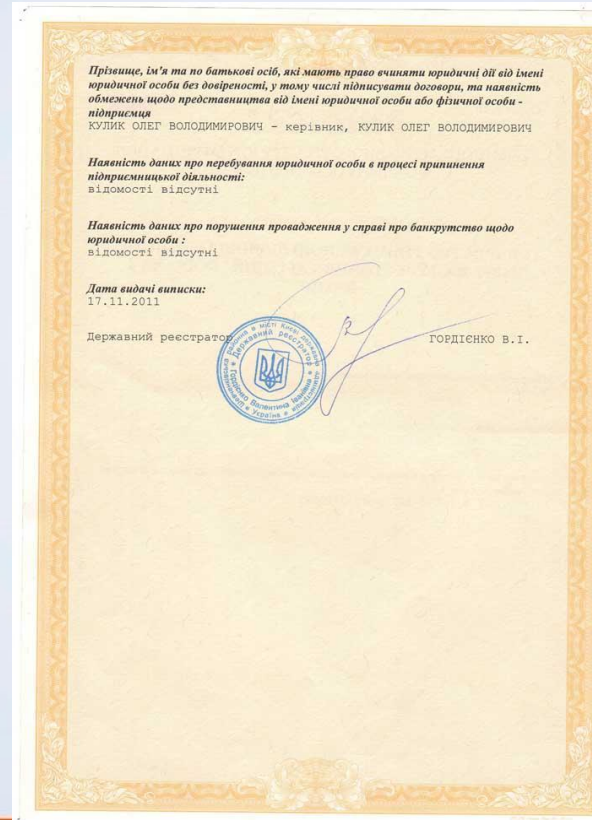 Прізвище, ім'я та по батькові осіб, які мають право вчиняти юридичні дії від імені
юридичної особи без довіреності, у тому числі підписувати договори, та наявність
обмежень щодо представництва від імені юридичної особи або фізичної особи -
підприємця
КУЛИК ОЛЕГ ВОЛОДИМИРОВИЧ - керівник, КУЛИК ОЛЕГ ВОЛОДИМИРОВИЧ
Наявність даних про перебування юридичної особи в процесі припинення
підприємницької діяльності:
відомості відсутні
Наявність даних про порушення провадження у справі про банкрутство щодо
юридичної особи :
відомості відсутні
Дата видачі виписки:
17.11.2011
Державний реєстратор
ГОРДІЄНКО В.І.
Державний реєстратор
Гордієнко Валентина Іванівна
Україна